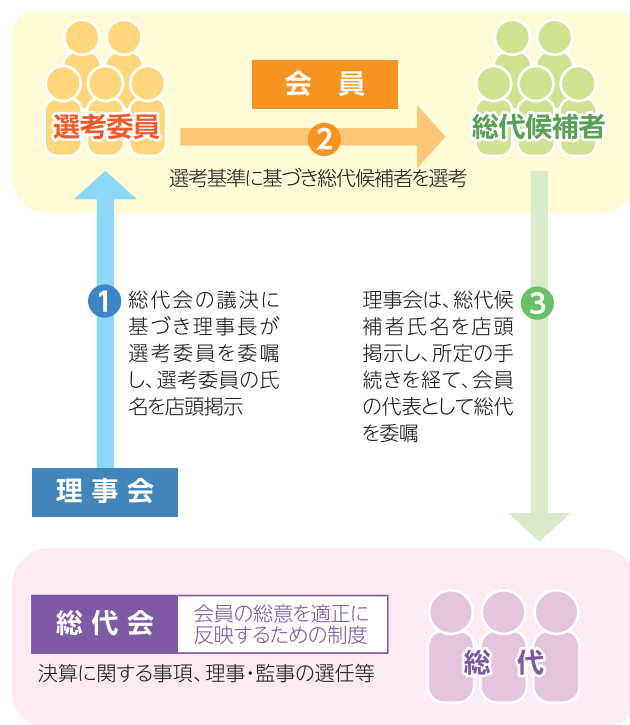 会員
選考委員
総代候補者
2
選考基準に基づき総代候補者を選考
1
総代会の議決に
基づき理事長が
選考委員を委嘱
し、選考委員の氏
名を店頭掲示
理事会は、総代候
補者氏名を店頭
掲示し、所定の手
続きを経て、会員
の代表として総代
を委嘱
3
理事会
総代会
会員の総意を適正に
反映するための制度
決算に関する事項、理事・監事の選任等
総代